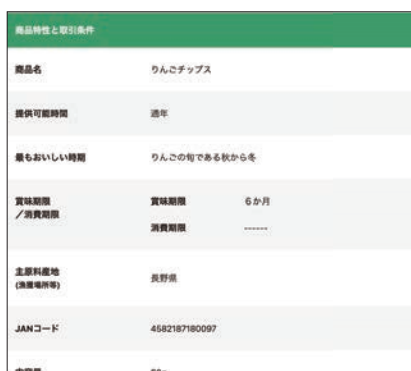 商品特性と取引条件
商品名 りんごチップス
提供可能時間 通年
最もおいしい時期 りんごの旬である秋から冬
賞味期限 賞味期限 6か月
／消費期限
消費期限 ------
主原料産地 長野県
(漁獲場所等)
JANコード 4582187180097